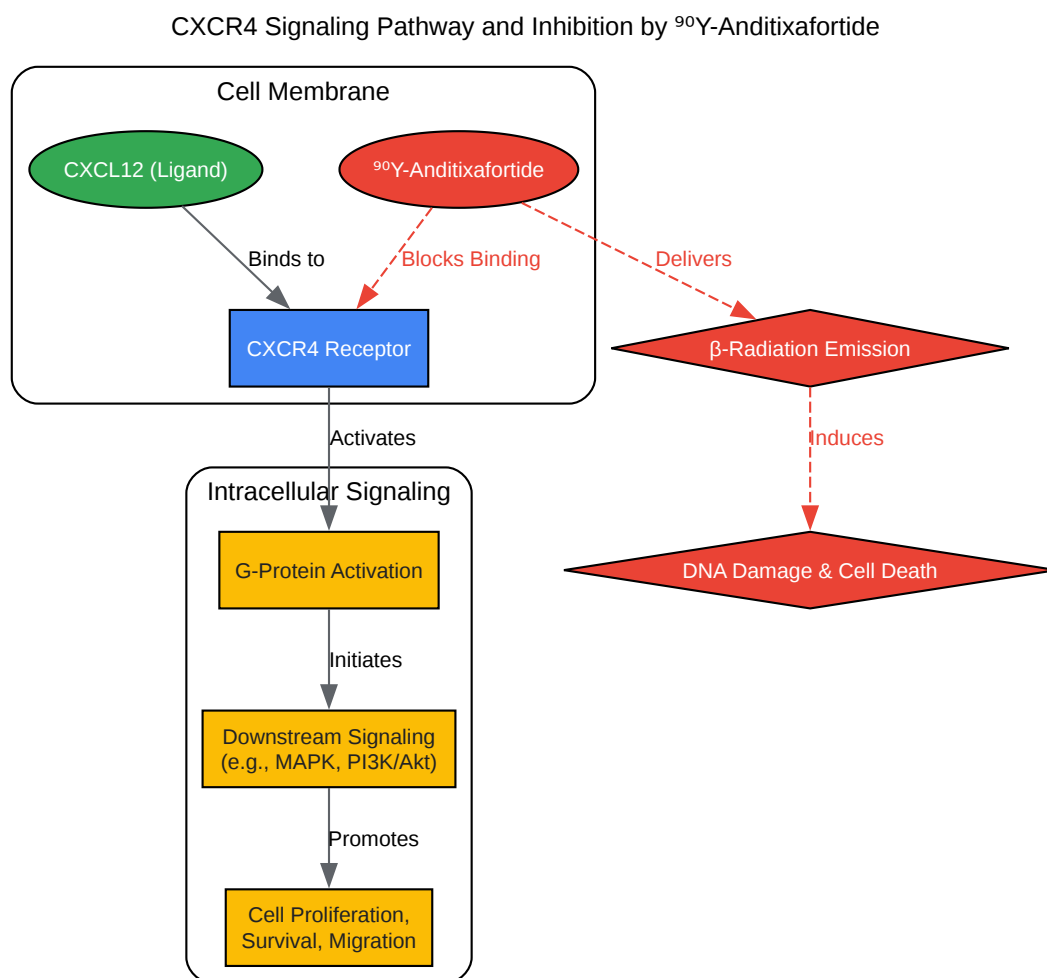 CXCR4 Signaling Pathway and Inhibition by ⁹⁰Y-Anditixafortide
Cell Membrane
CXCL12 (Ligand)
⁹⁰Y-Anditixafortide
Binds to
Blocks Binding
Delivers
CXCR4 Receptor
β-Radiation Emission
Activates
Induces
Intracellular Signaling
G-Protein Activation
DNA Damage & Cell Death
Initiates
Downstream Signaling
(e.g., MAPK, PI3K/Akt)
Promotes
Cell Proliferation,
Survival, Migration